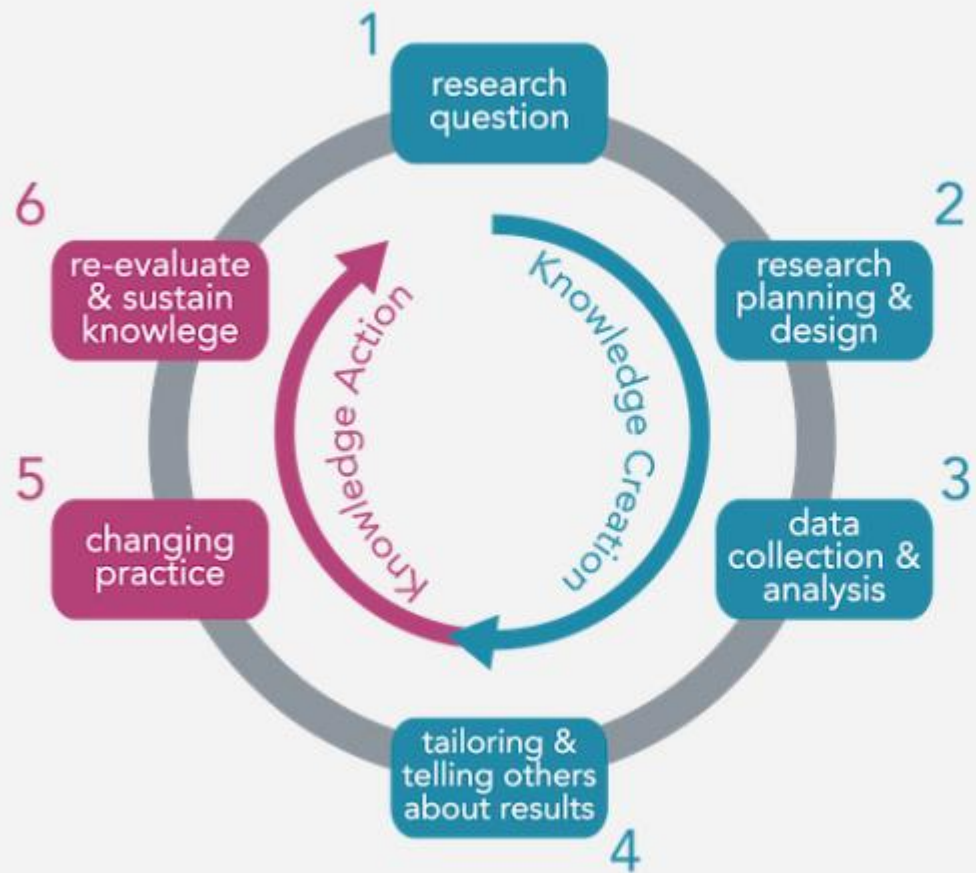 1
research
question
2
research
planning &
design
3
data
collection &
analysis
4
tailoring &
telling others
about results
5
changing
practice
6
re-evaluate
& sustain
knowlege
Knowledge Creation
Knowledge Action